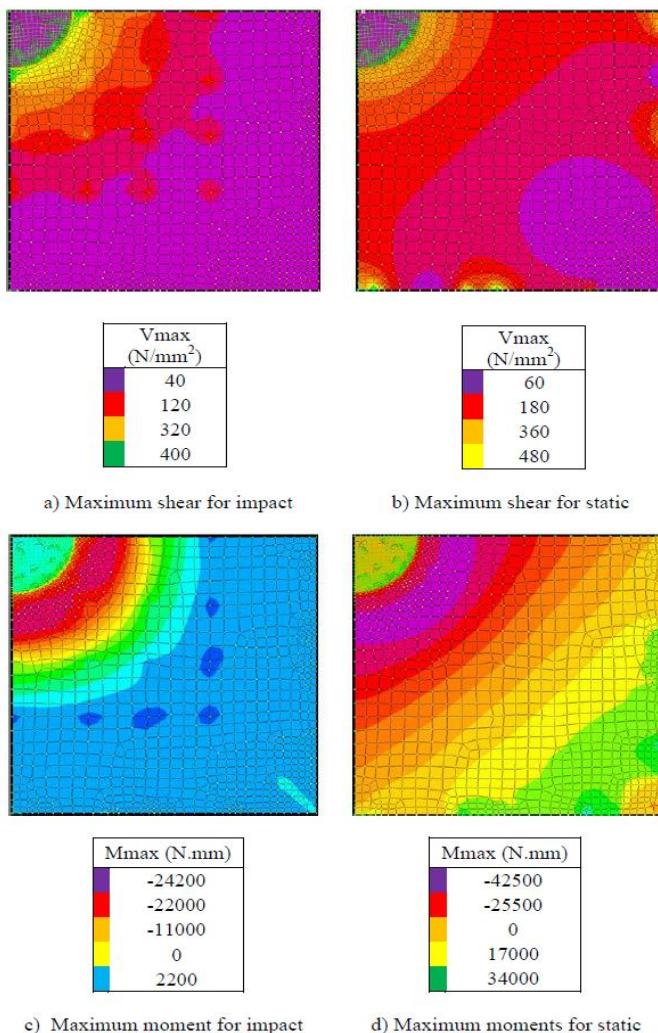 Vmax
(N/mm²)
40
120
320
400
Vmax
(N/mm²)
60
180
360
480
a) Maximum shear for impact
b) Maximum shear for static
Mmax (N.mm)
-24200
-22000
-11000
0
2200
Mmax (N.mm)
-42500
-25500
0
17000
34000
c) Maximum moment for impact
d) Maximum moments for static